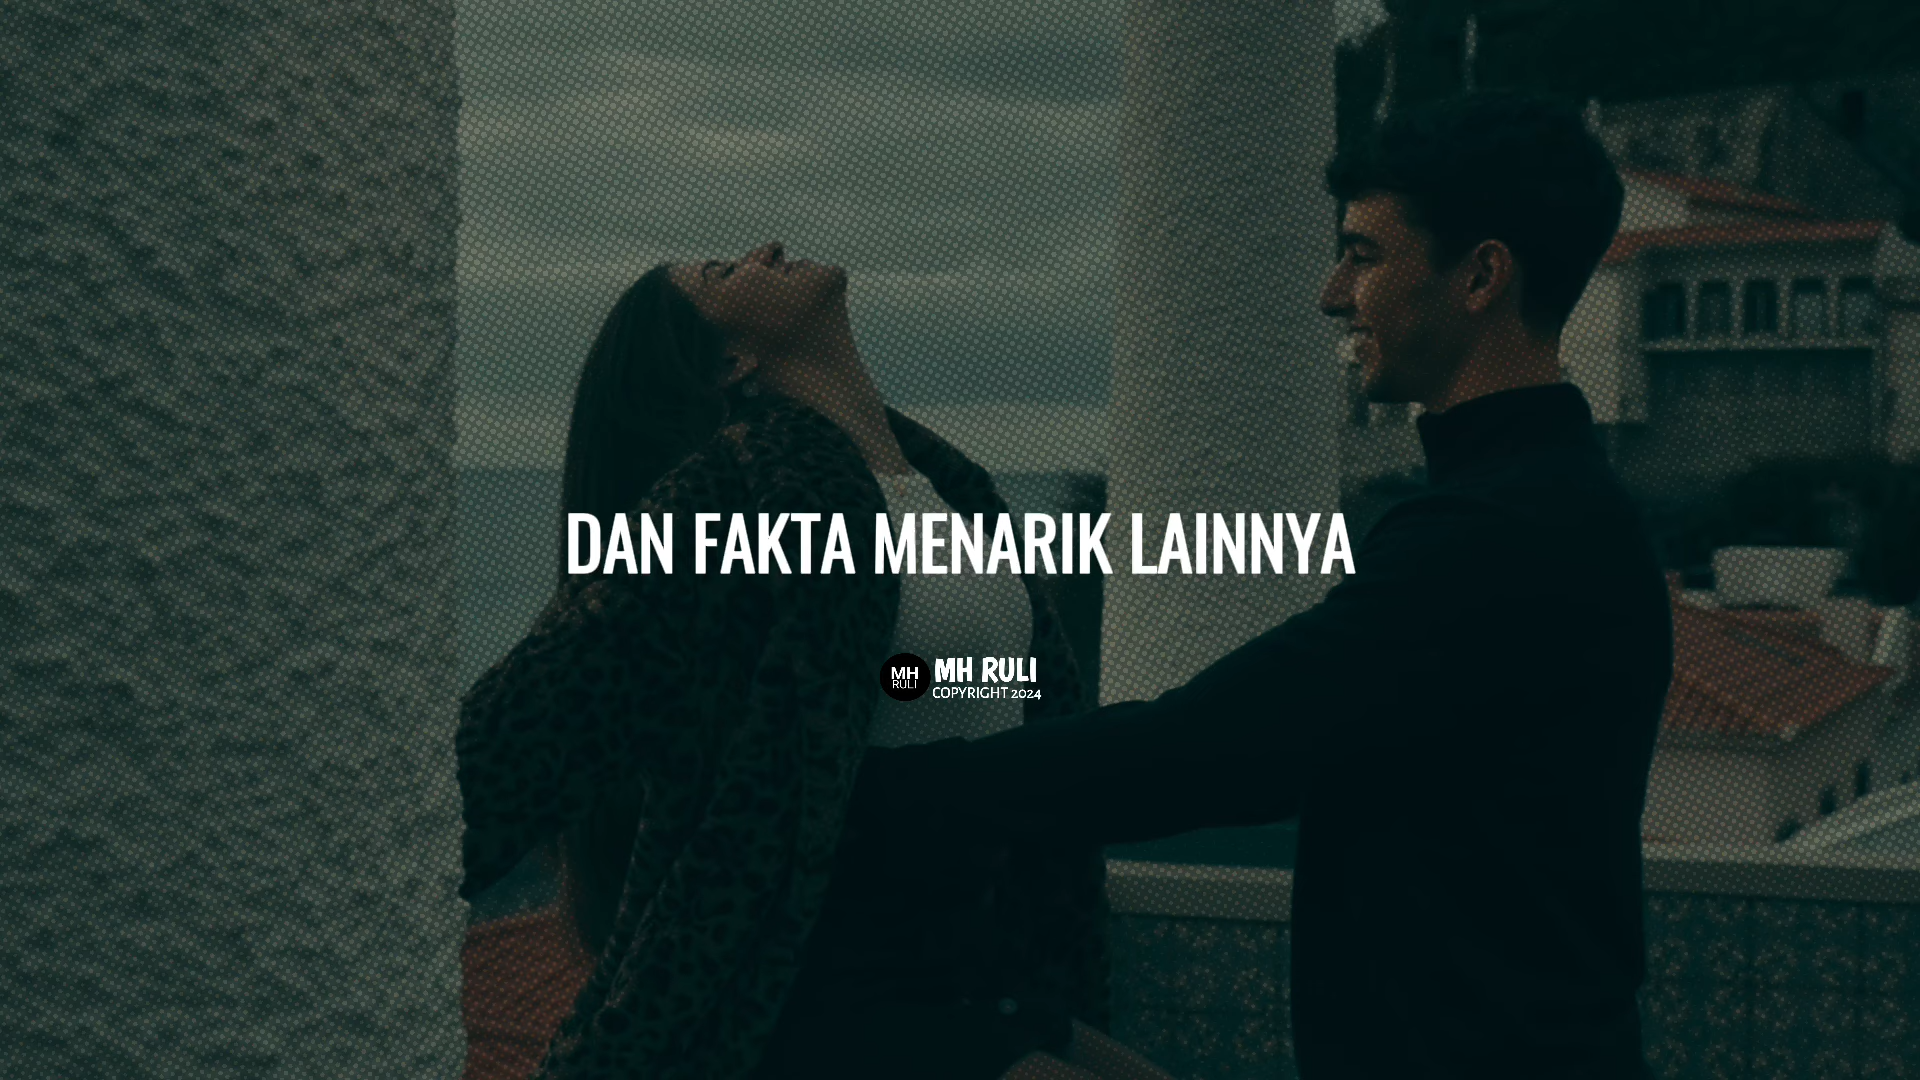 DAN FAKTA MENARIK LAINNYA
MH
RULI
MH RULI
COPYRIGHT 2024